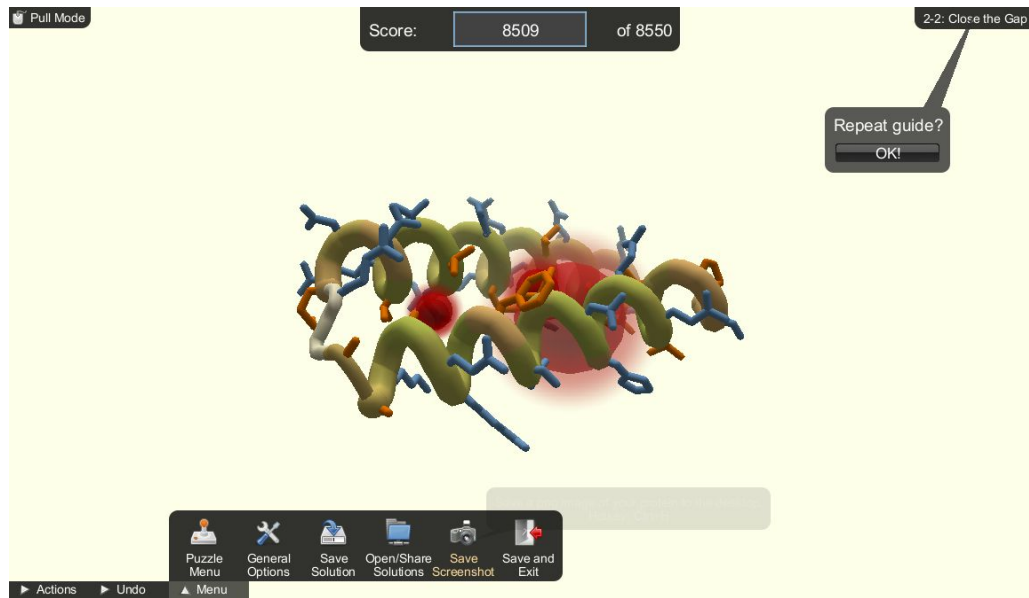 Pull Mode
Score: 8509 of 8550
2-2: Close the Gap
Repeat guide?
OK!
Puzzle Menu
General Options
Save Solution
Open/Share Solutions
Save Screenshot
Save and Exit
Actions
Undo
Menu